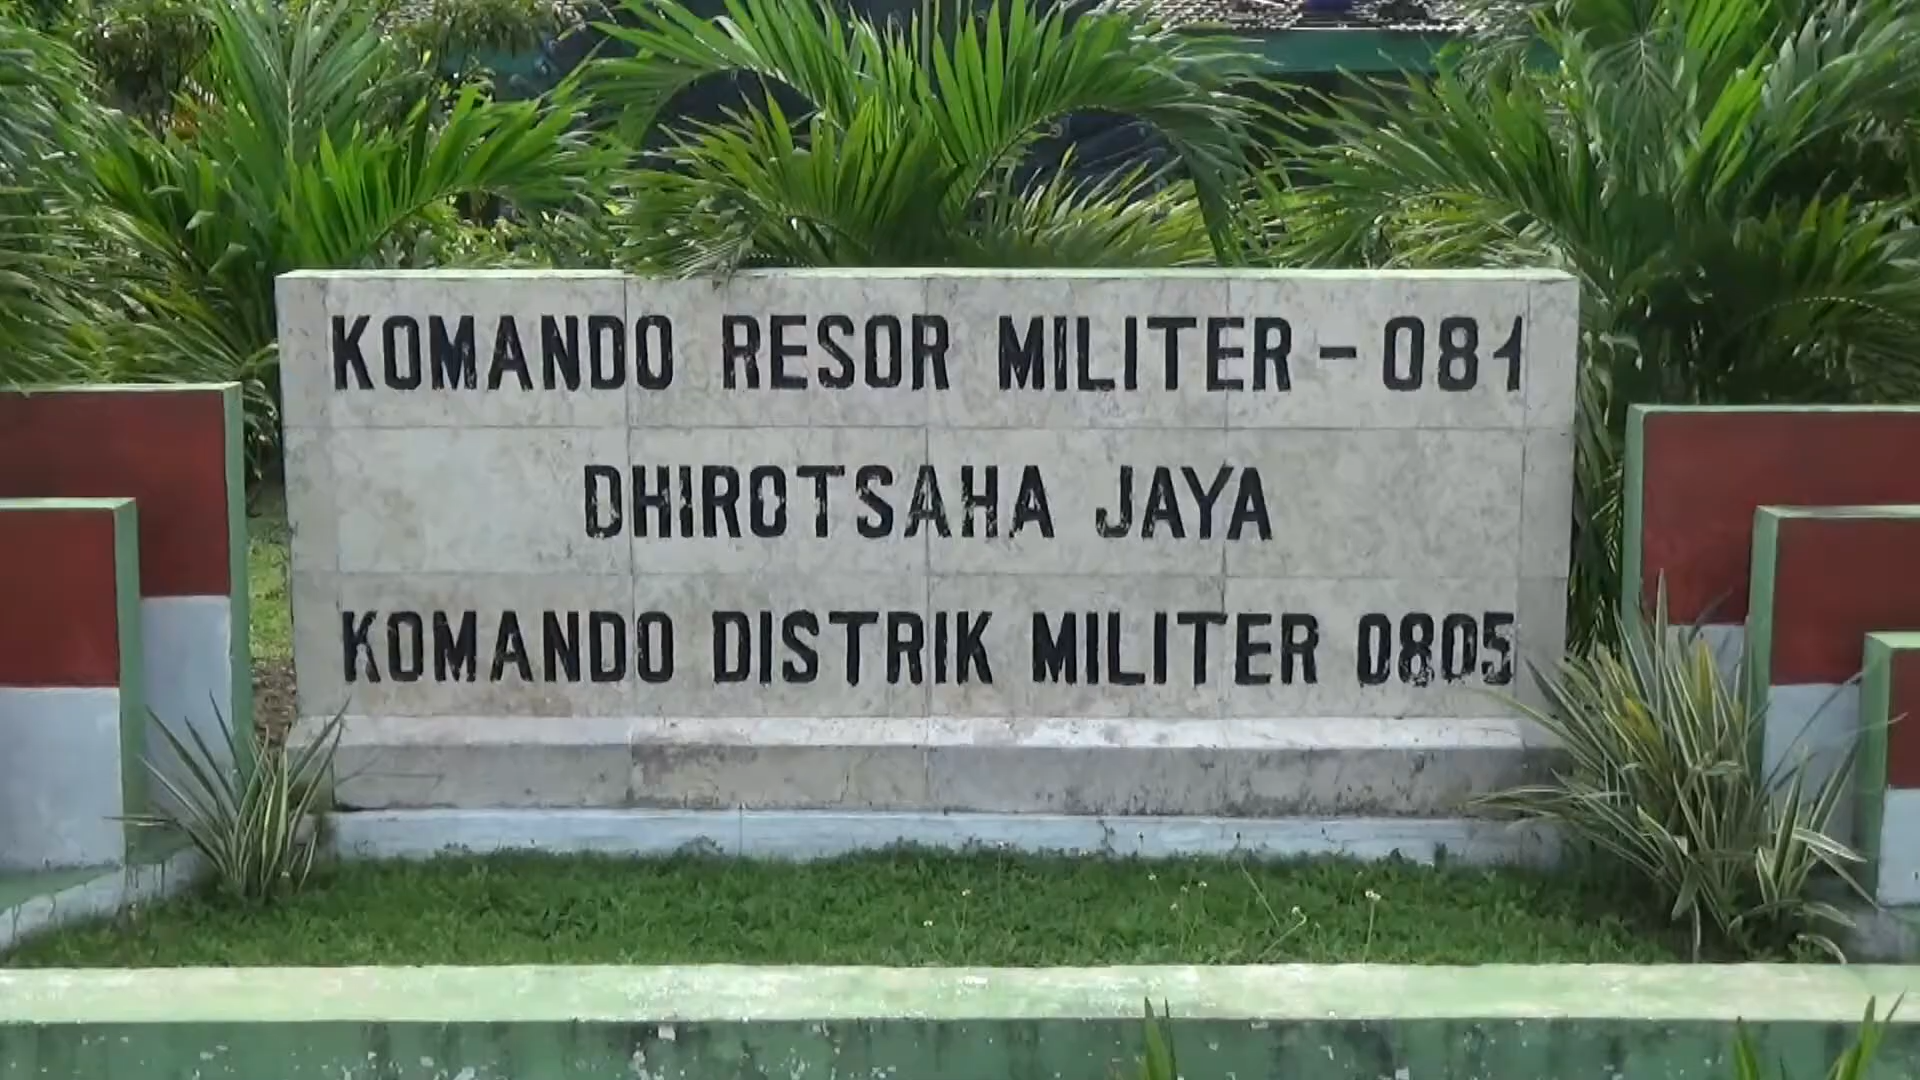 KOMANDO RESOR MILITER - 081
DHIROTSAHA JAYA
KOMANDO DISTRIK MILITER 0805